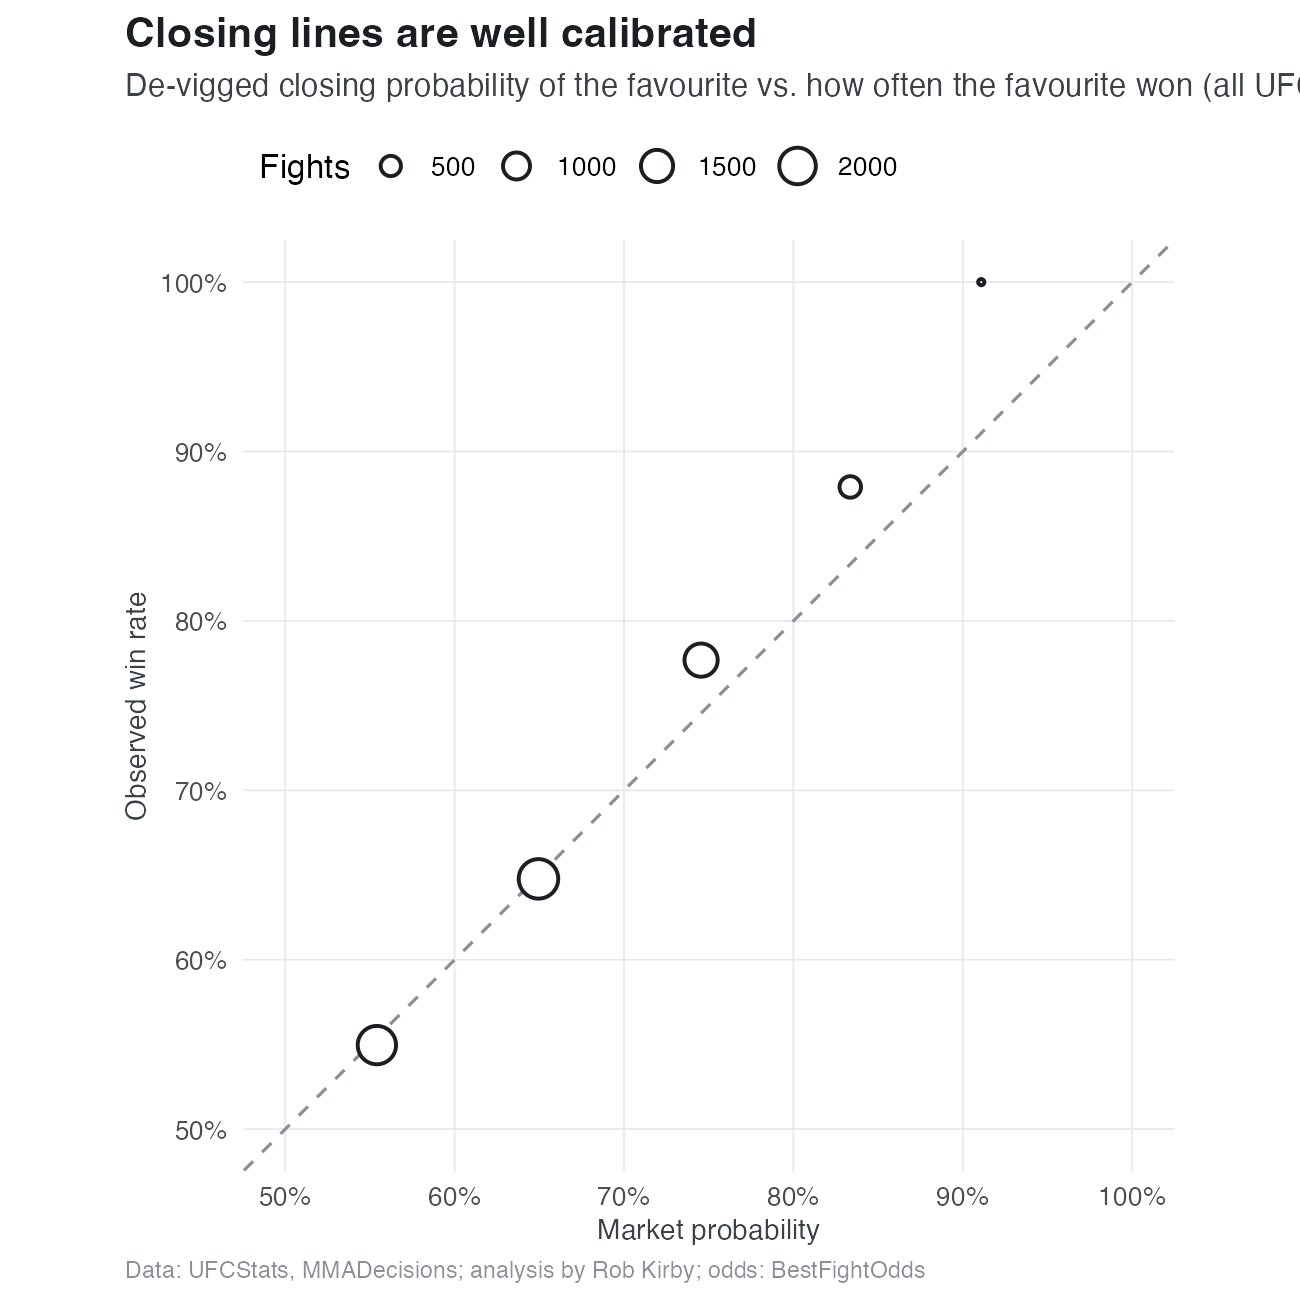 Closing lines are well calibrated
De-vigged closing probability of the favourite vs. how often the favourite won (all
Fights 500 1000 1500 2000
100%
90%
80%
70%
60%
50%
Observed win rate
50% 60% 70% 80% 90% 100%
Market probability
Data: UFCStats, MMADecisions; analysis by Rob Kirby; odds: BestFightOdds